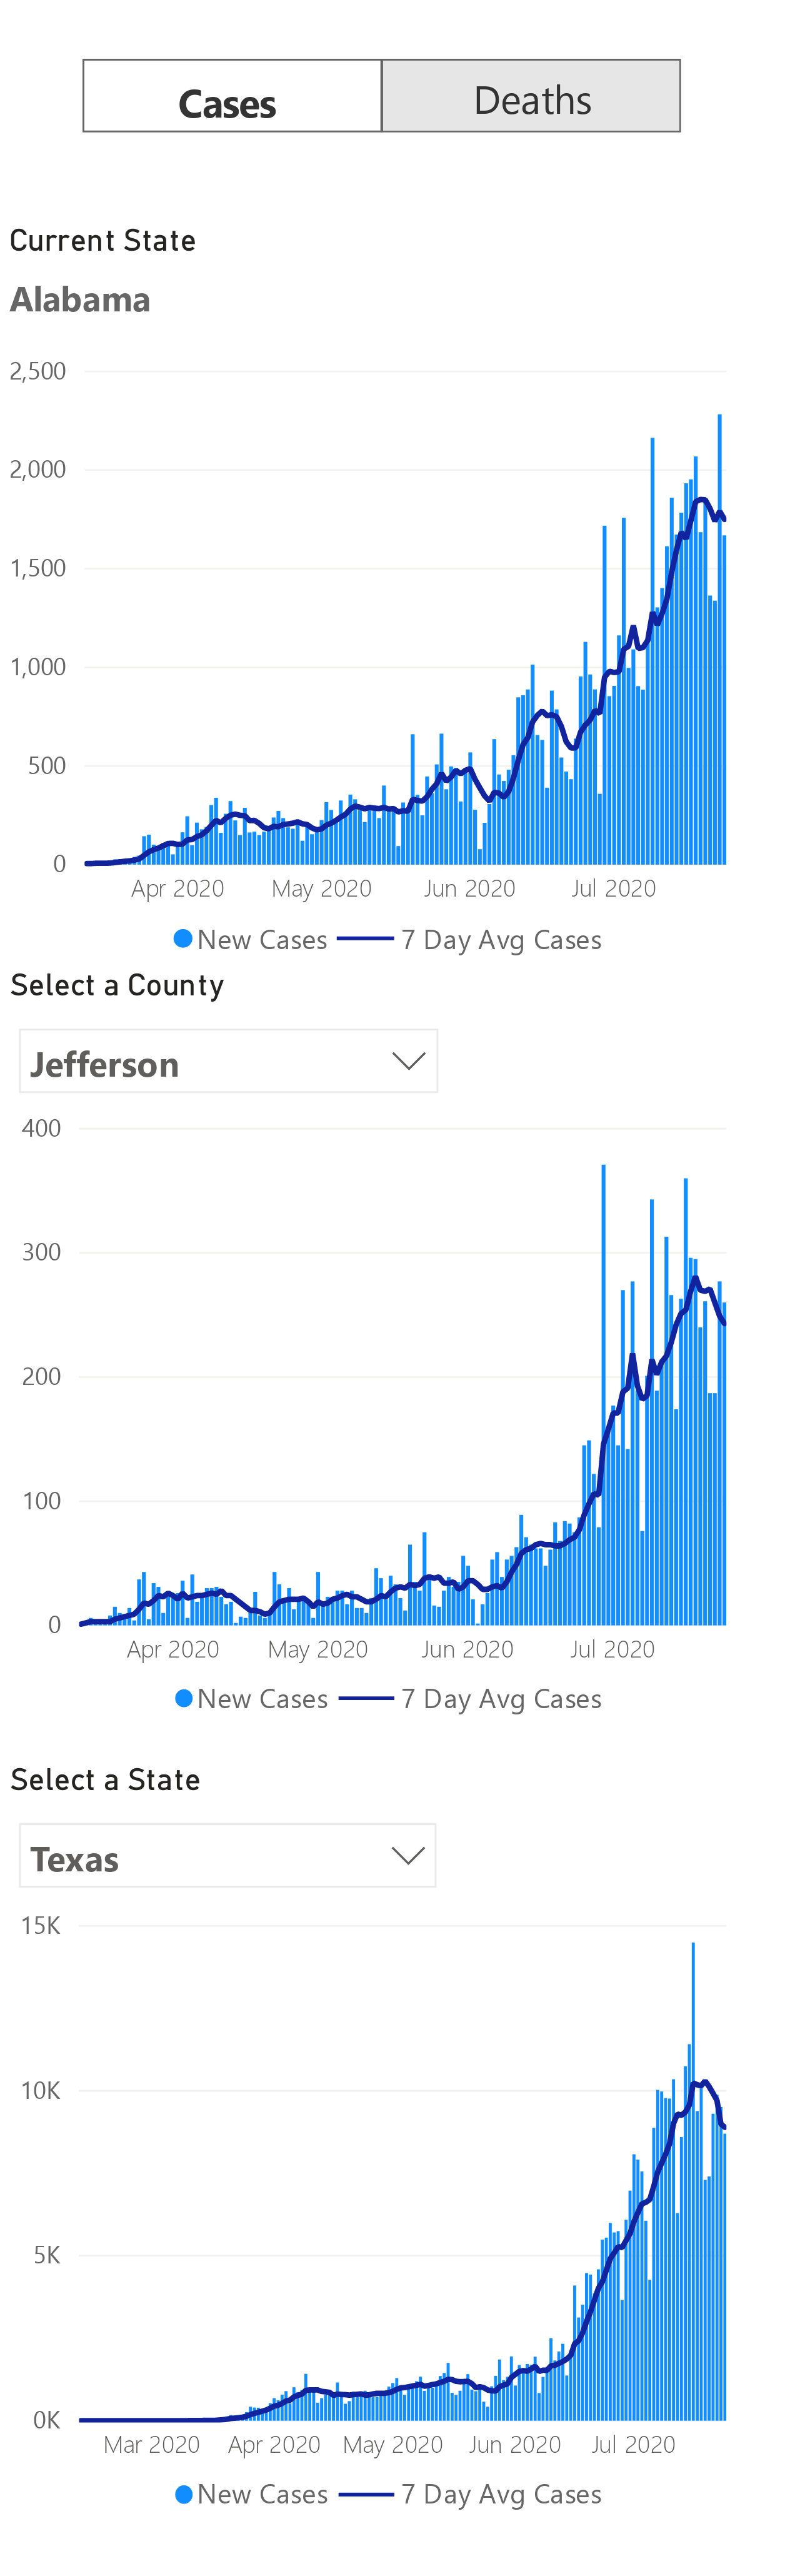 Cases Deaths
Current State
Alabama
2,500
2,000
1,500
1,000
500
0
Apr 2020 May 2020 Jun 2020 Jul 2020
New Cases 7 Day Avg Cases
Select a County
Jefferson
400
300
200
100
0
Apr 2020 May 2020 Jun 2020 Jul 2020
New Cases 7 Day Avg Cases
Select a State
Texas
15K
10K
5K
0K
Mar 2020 Apr 2020 May 2020 Jun 2020 Jul 2020
New Cases 7 Day Avg Cases